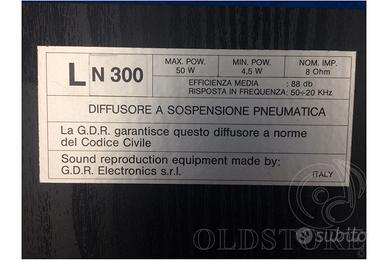 LN 300
MAX. POW.
50 W
MIN. POW.
4,5 W
NOM. IMP.
8 Ohm
EFFICIENZA MEDIA : 88 db
RISPOSTA IN FREQUENZA: 50÷20 KHz
DIFFUSORE A SOSPENSIONE PNEUMATICA
La G.D.R. garantisce questo diffusore a norme
del Codice Civile
Sound reproduction equipment made by:
G.D.R. Electronics s.r.l.
ITALY
OLDSTORE
subito